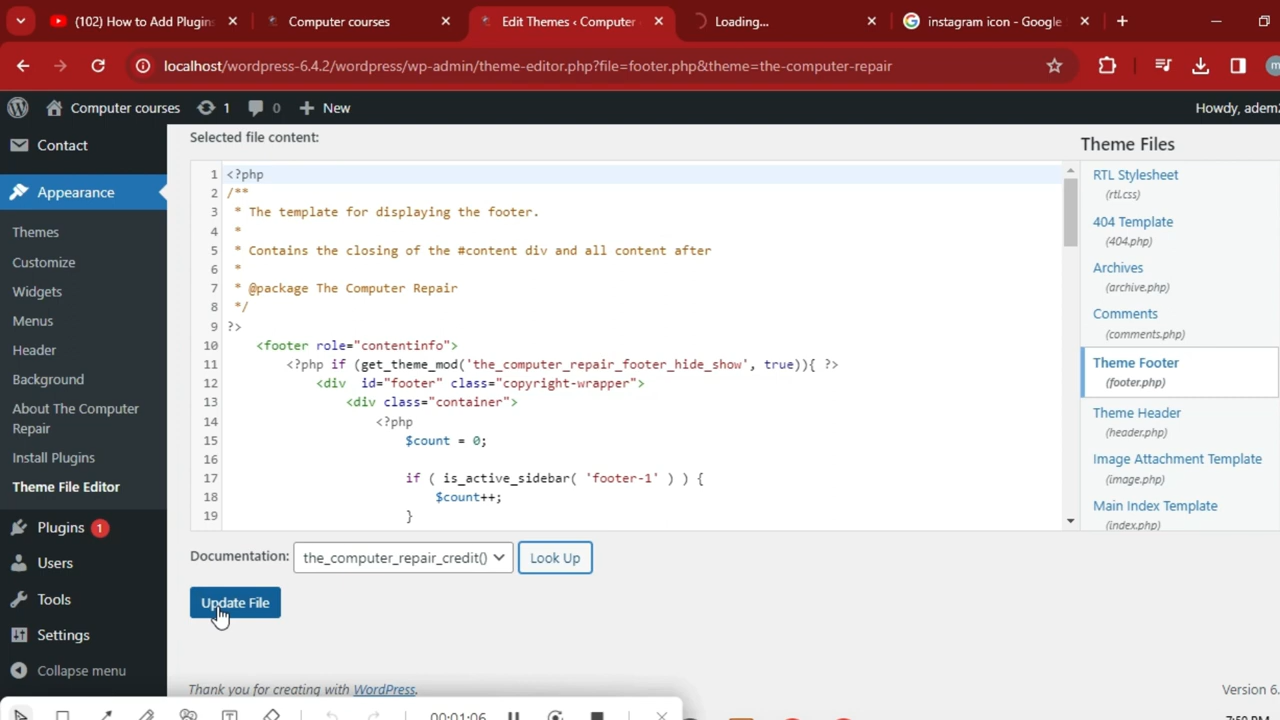 (102) How to Add Plugins
Computer courses
Edit Themes ‹ Computer
Loading...
instagram icon - Google
localhost/wordpress-6.4.2/wordpress/wp-admin/theme-editor.php?file=footer.php&theme=the-computer-repair
Computer courses
1
0
New
Howdy, adem
Contact
Appearance
Themes
Customize
Widgets
Menus
Header
Background
About The Computer
Repair
Install Plugins
Theme File Editor
Plugins 1
Users
Tools
Settings
Collapse menu
Selected file content:
1 <?php
2 /**
3 * The template for displaying the footer.
4 *
5 * Contains the closing of the #content div and all content after
6 *
7 * @package The Computer Repair
8 */
9 ?>
10 <footer role="contentinfo">
11 <?php if (get_theme_mod('the_computer_repair_footer_hide_show', true)){ ?>
12 <div id="footer" class="copyright-wrapper">
13 <div class="container">
14 <?php
15 $count = 0;
16
17 if ( is_active_sidebar( 'footer-1' ) ) {
18 $count++;
19 }
Documentation: the_computer_repair_credit() Look Up
Update File
Thank you for creating with WordPress.
Version 6.
Theme Files
RTL Stylesheet
(rtl.css)
404 Template
(404.php)
Archives
(archive.php)
Comments
(comments.php)
Theme Footer
(footer.php)
Theme Header
(header.php)
Image Attachment Template
(image.php)
Main Index Template
(index.php)
00:01:06
7:50 PM